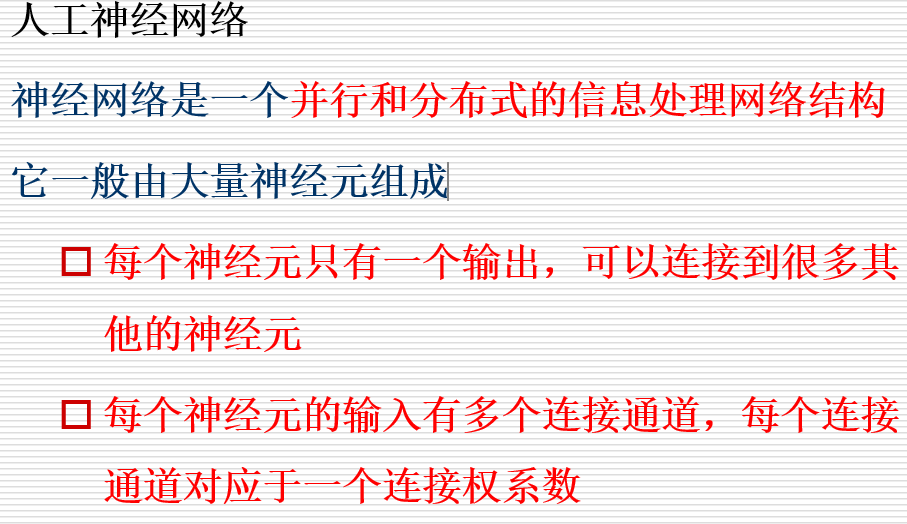 人工神经网络
神经网络是一个并行和分布式的信息处理网络结构
它一般由大量神经元组成
每个神经元只有一个输出，可以连接到很多其
他的神经元
每个神经元的输入有多个连接通道，每个连接
通道对应于一个连接权系数